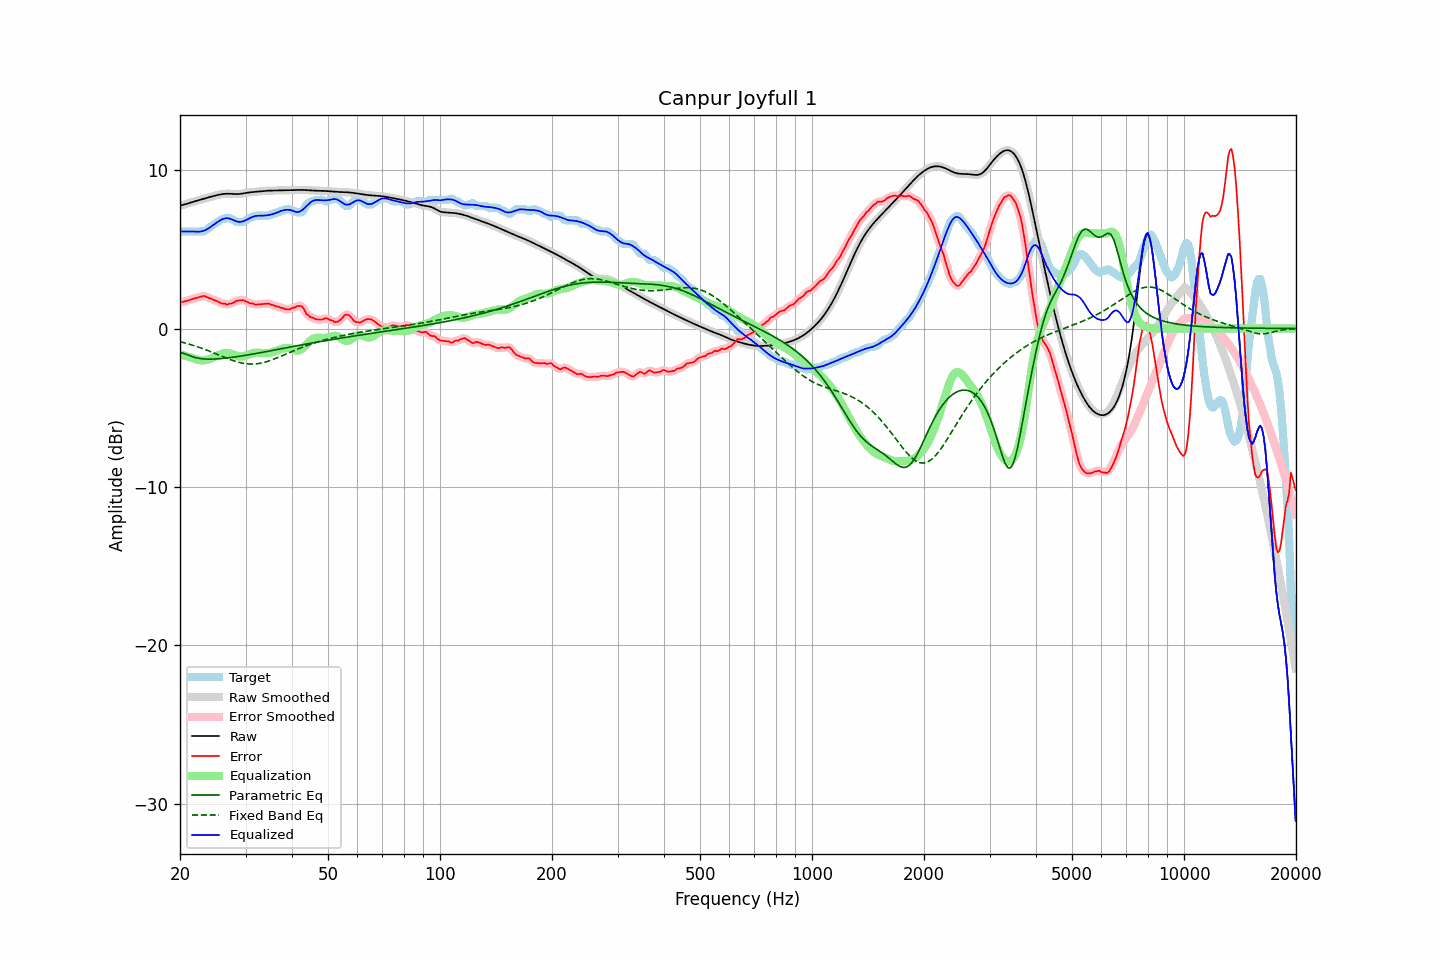 Canpur Joyfull 1
10
0
−10
−20
−30
Amplitude (dBr)
Target
Raw Smoothed
Error Smoothed
Raw
Error
Equalization
Parametric Eq
Fixed Band Eq
Equalized
20 50 100 200 500 1000 2000 5000 10000 20000
Frequency (Hz)